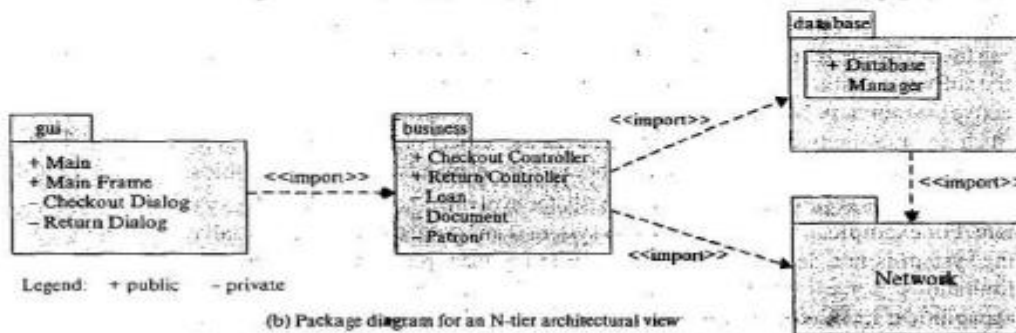 database
+ Database
Manager
gui
+ Main
+ Main Frame
– Checkout Dialog
– Return Dialog
<<import>>
business
+ Checkout Controller
+ Return Controller
– Loan
– Document
– Patron
<<import>>
<<import>>
<<import>>
Network
Legend: + public – private
(b) Package diagram for an N-tier architectural view